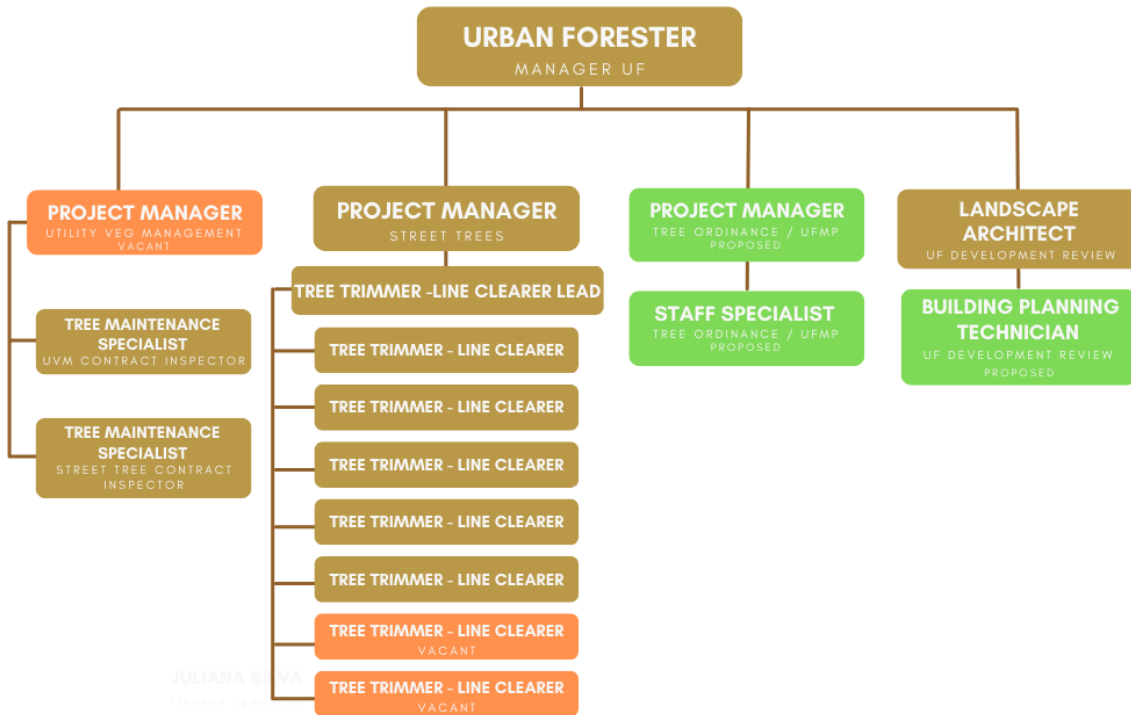 URBAN FORESTER
MANAGER UF
PROJECT MANAGER
UTILITY VEG MANAGEMENT
VACANT
TREE MAINTENANCE
SPECIALIST
UVM CONTRACT INSPECTOR
TREE MAINTENANCE
SPECIALIST
STREET TREE CONTRACT
INSPECTOR
PROJECT MANAGER
STREET TREES
TREE TRIMMER -LINE CLEARER LEAD
TREE TRIMMER - LINE CLEARER
TREE TRIMMER - LINE CLEARER
TREE TRIMMER - LINE CLEARER
TREE TRIMMER - LINE CLEARER
TREE TRIMMER - LINE CLEARER
TREE TRIMMER - LINE CLEARER
VACANT
TREE TRIMMER - LINE CLEARER
VACANT
PROJECT MANAGER
TREE ORDINANCE / UFMP
PROPOSED
STAFF SPECIALIST
TREE ORDINANCE / UFMP
PROPOSED
LANDSCAPE
ARCHITECT
UF DEVELOPMENT REVIEW
BUILDING PLANNING
TECHNICIAN
UF DEVELOPMENT REVIEW
PROPOSED
JULIANA SILVA